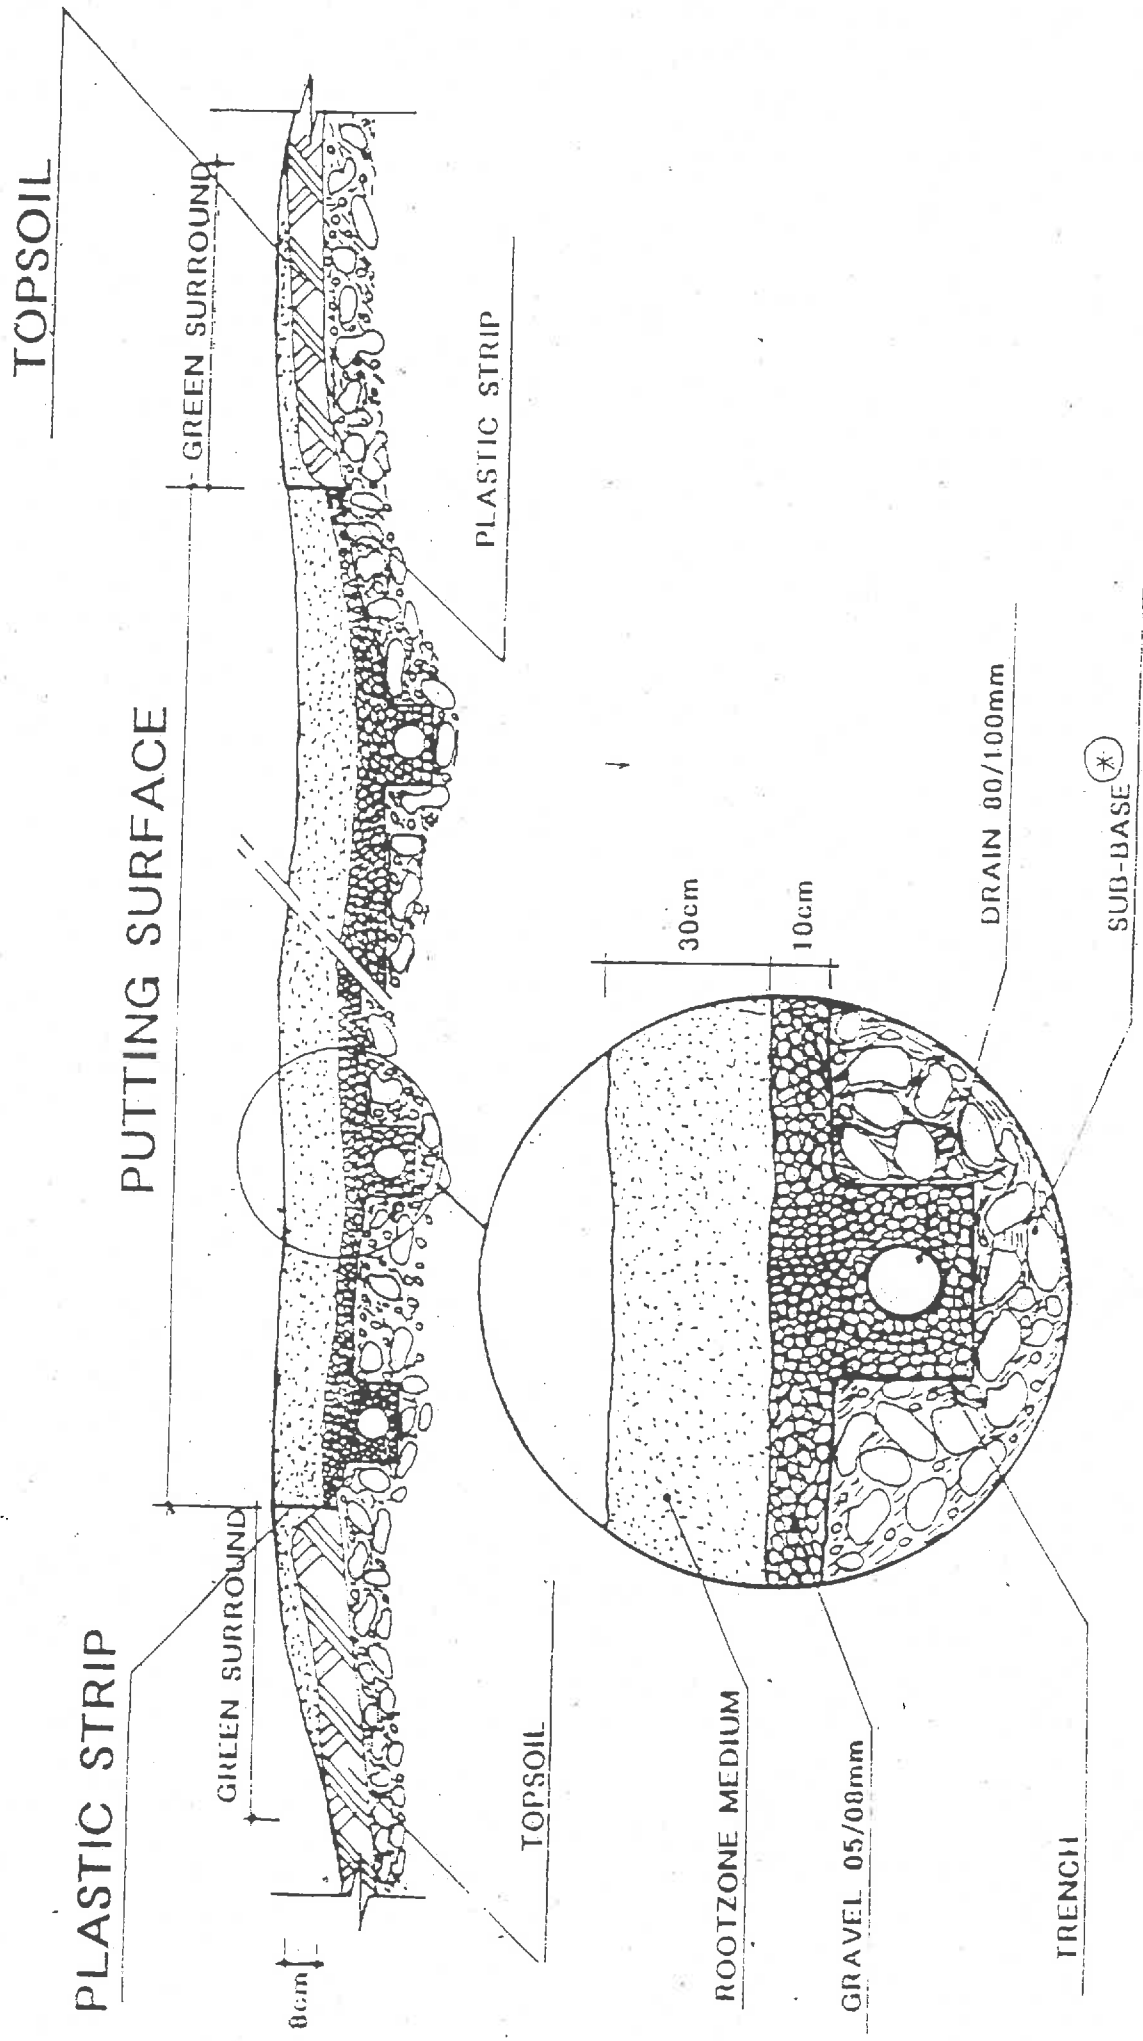 TOPSOIL
GREEN SURROUND
PUTTING SURFACE
PLASTIC STRIP
GREEN SURROUND
8cm
PLASTIC STRIP
TOPSOIL
30cm
10cm
DRAIN 80/100mm
SUB-BASE *
ROOTZONE MEDIUM
GRAVEL 05/08mm
TRENCH